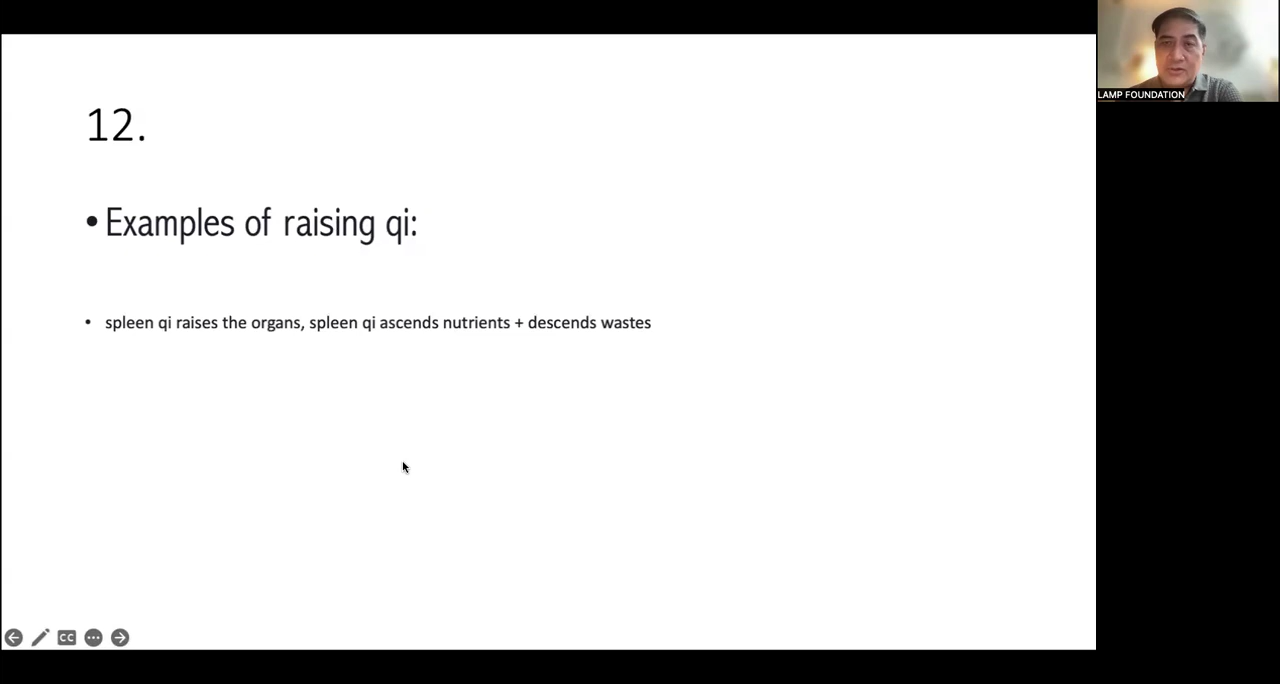 12.
• Examples of raising qi:
• spleen qi raises the organs, spleen qi ascends nutrients + descends wastes
LAMP FOUNDATION
CC